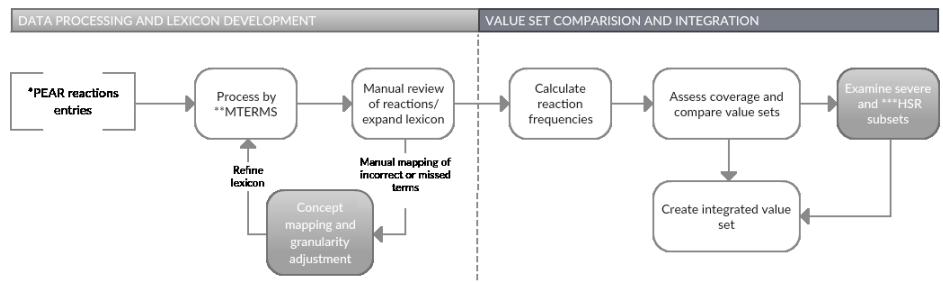 DATA PROCESSING AND LEXICON DEVELOPMENT
VALUE SET COMPARISION AND INTEGRATION
*PEAR reactions
entries
Process by
**MTERMS
Manual review
of reactions/
expand lexicon
Calculate
reaction
frequencies
Assess coverage and
compare value sets
Examine severe
and ***HSR
subsets
Refine
lexicon
Manual mapping of
incorrect or missed
terms
Concept
mapping and
granularity
adjustment
Create integrated value
set